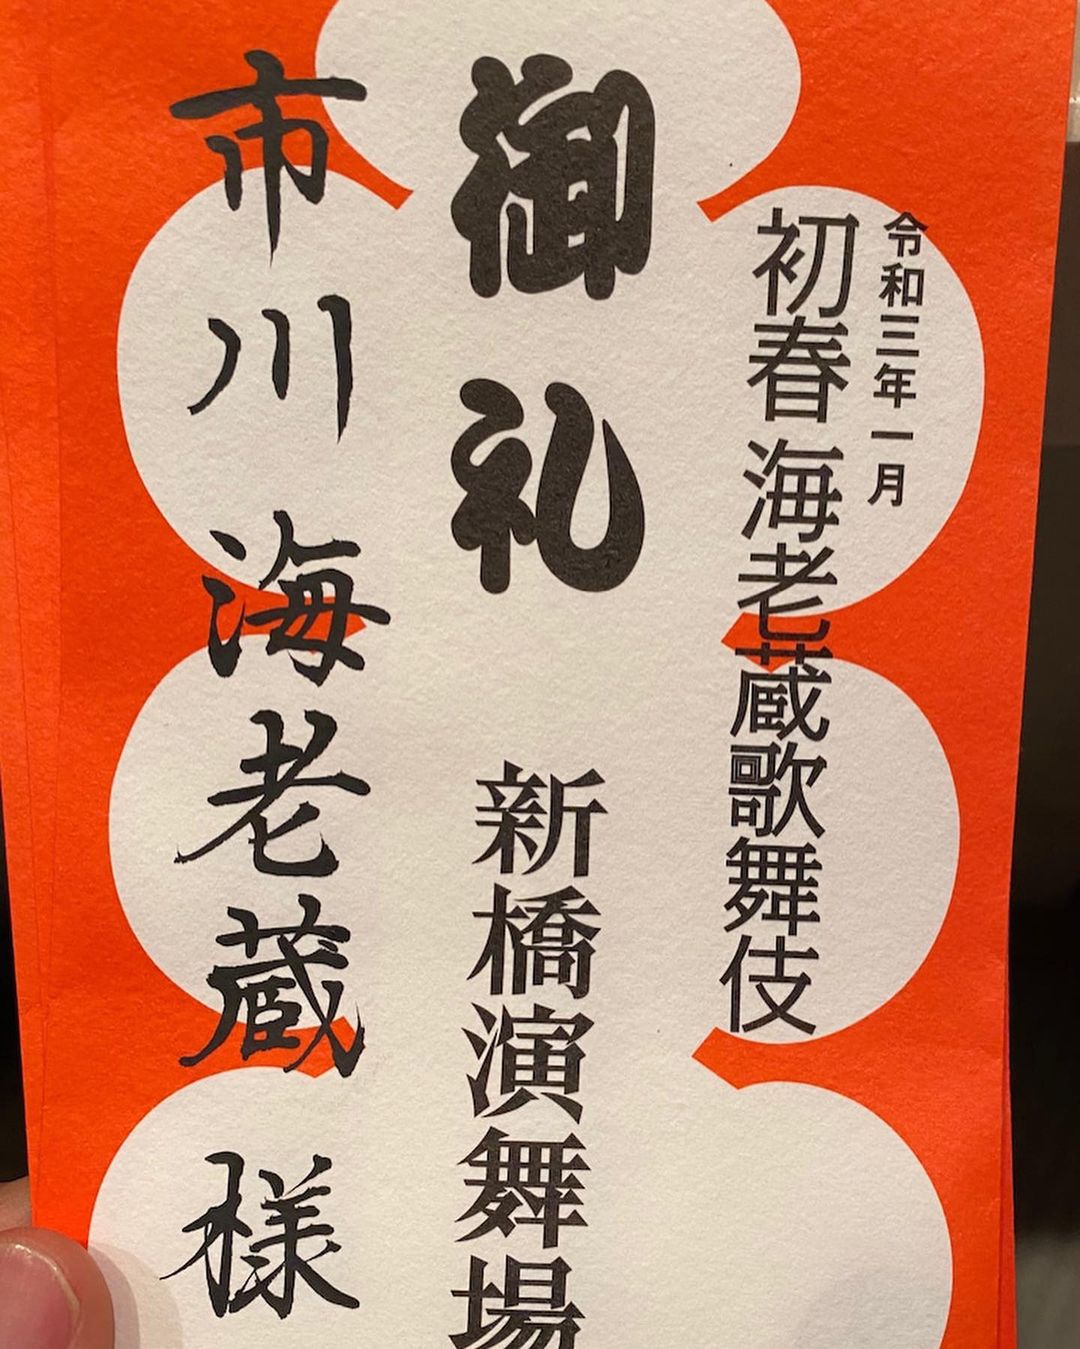 令和三年一月
初春 海老蔵歌舞伎
御礼
新橋演舞場
市川海老蔵様